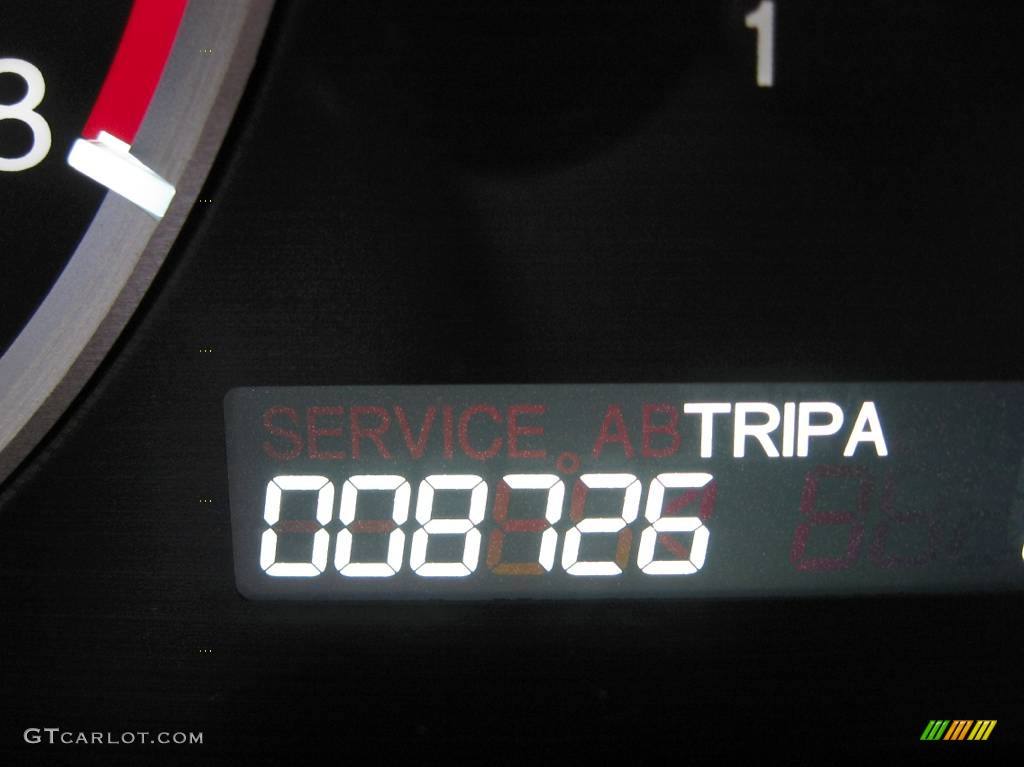 8
1
SERVICE AB TRIPA
008726
GTCARLOT.COM